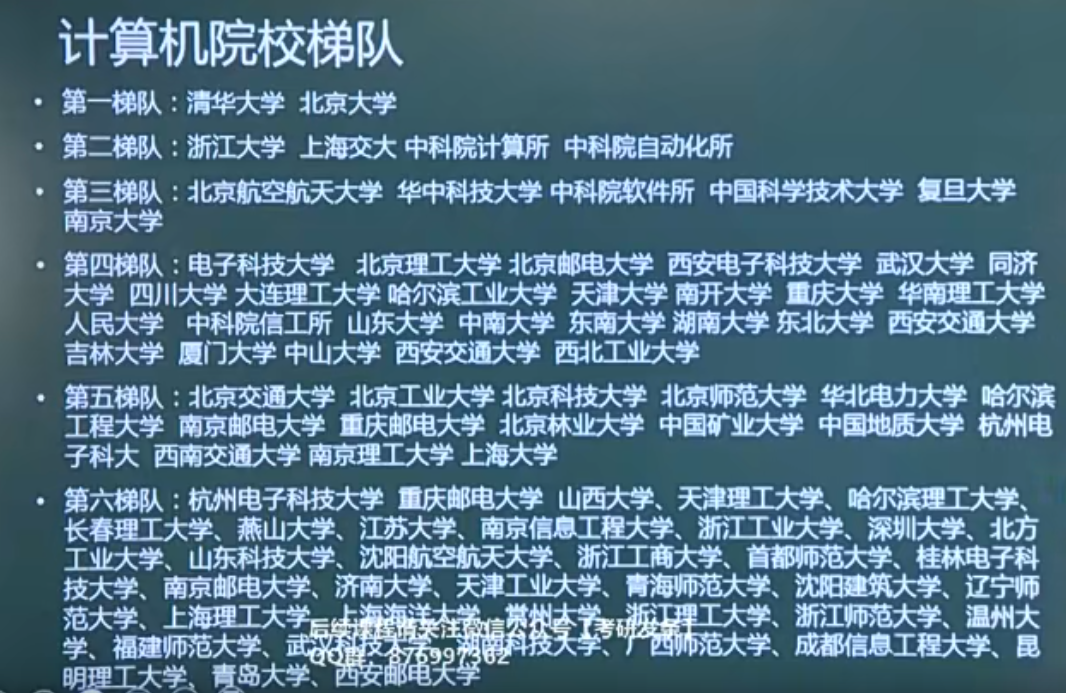 计算机院校梯队
• 第一梯队：清华大学 北京大学
• 第二梯队：浙江大学 上海交大 中科院计算所 中科院自动化所
• 第三梯队：北京航空航天大学 华中科技大学 中科院软件所 中国科学技术大学 复旦大学
南京大学
• 第四梯队：电子科技大学 北京理工大学 北京邮电大学 西安电子科技大学 武汉大学 同济
大学 四川大学 大连理工大学 哈尔滨工业大学 天津大学 南开大学 重庆大学 华南理工大学
人民大学 中科院信工所 山东大学 中南大学 东南大学 湖南大学 东北大学 西安交通大学
吉林大学 厦门大学 中山大学 西安交通大学 西北工业大学
• 第五梯队：北京交通大学 北京工业大学 北京科技大学 北京师范大学 华北电力大学 哈尔滨
工程大学 南京邮电大学 重庆邮电大学 北京林业大学 中国矿业大学 中国地质大学 杭州电
子科大 西南交通大学 南京理工大学 上海大学
• 第六梯队：杭州电子科技大学 重庆邮电大学 山西大学、天津理工大学、哈尔滨理工大学、
长春理工大学、燕山大学、江苏大学、南京信息工程大学、浙江工业大学、深圳大学、北方
工业大学、山东科技大学、沈阳航空航天大学、浙江工商大学、首都师范大学、桂林电子科
技大学、南京邮电大学、济南大学、天津工业大学、青海师范大学、沈阳建筑大学、辽宁师
范大学、上海理工大学、上海海洋大学、常州大学、浙江理工大学、浙江师范大学、温州大
后续课程请关注微信公众号【考研发条】
学、福建师范大学、武 科技大学、广西师范大学、成都信息工程大学、昆
QQ群：876997362
明理工大学、青岛大学、西安邮电大学